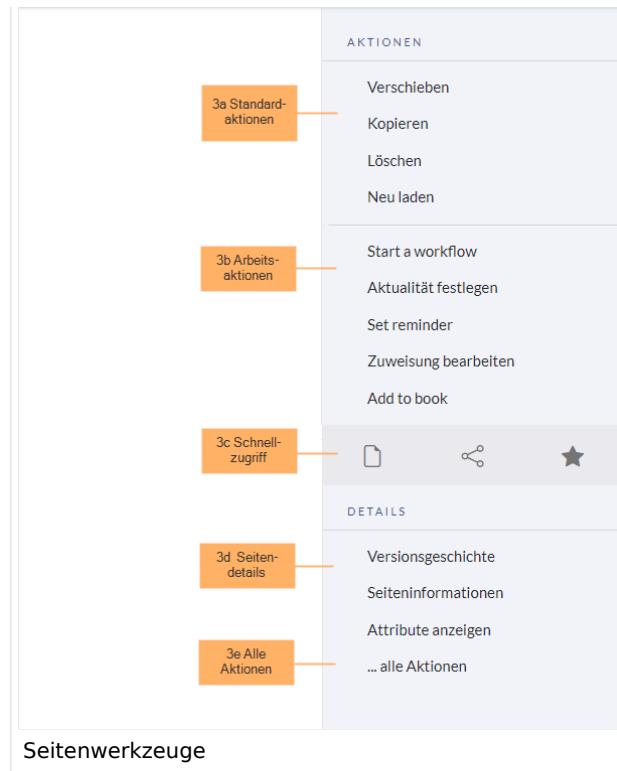 AKTIONEN
3a Standard-
aktionen
Verschieben
Kopieren
Löschen
Neu laden
3b Arbeits-
aktionen
Start a workflow
Aktualität festlegen
Set reminder
Zuweisung bearbeiten
Add to book
3c Schnell-
zugriff
DETAILS
3d Seiten-
details
Versionsgeschichte
Seiteninformationen
Attribute anzeigen
3e Alle
Aktionen
... alle Aktionen
Seitenwerkzeuge